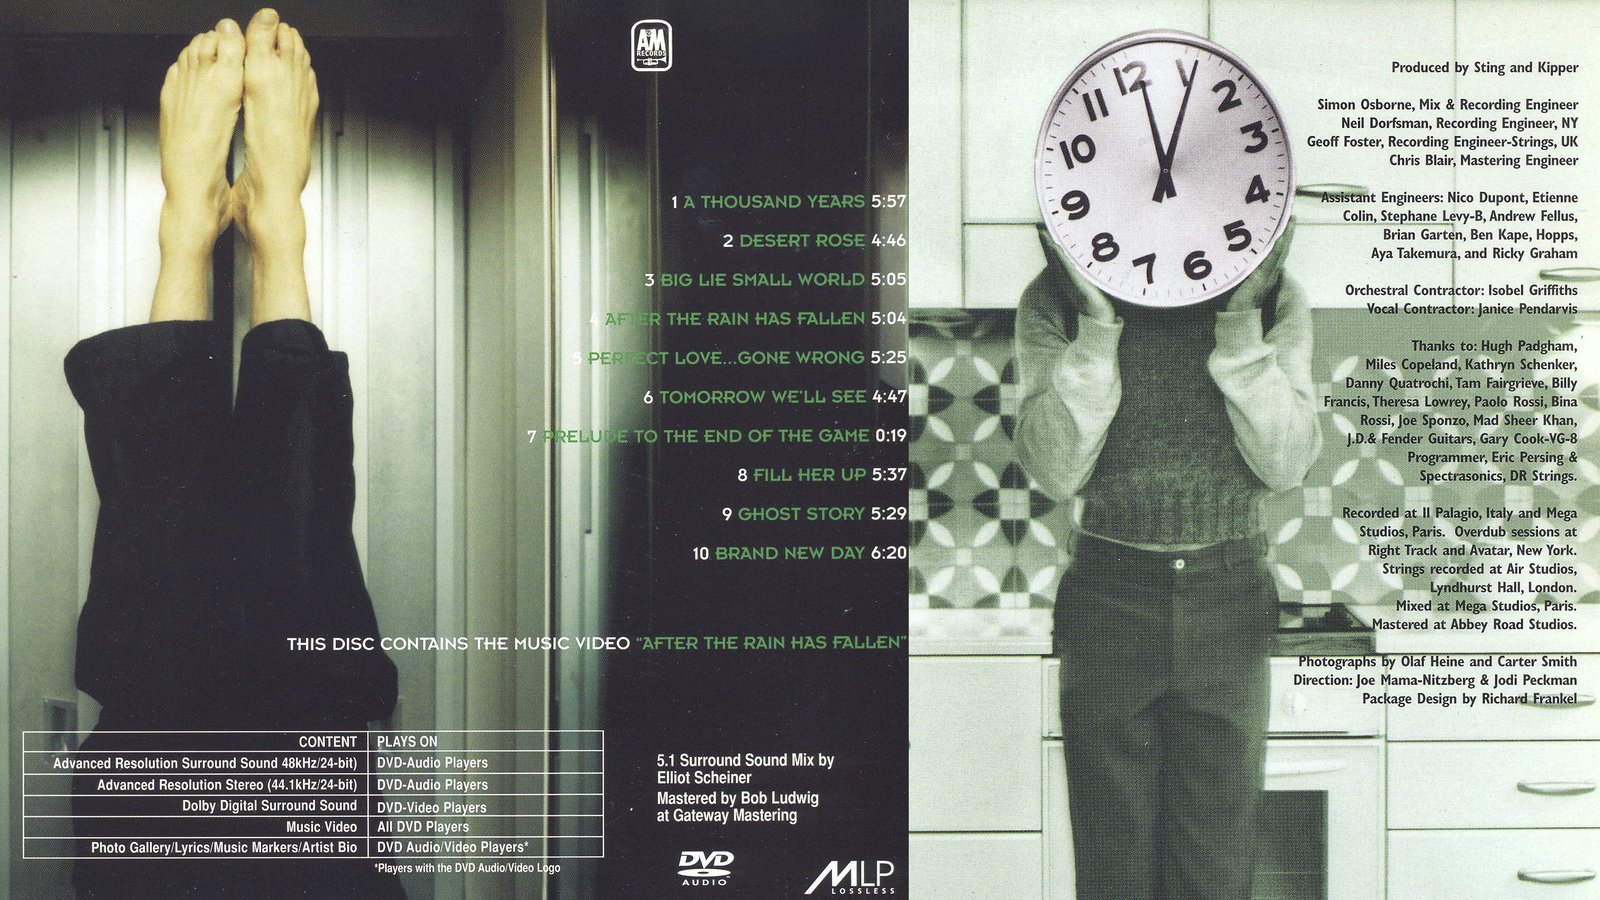 A&M
RECORDS
1 A THOUSAND YEARS 5:57
2 DESERT ROSE 4:46
3 BIG LIE SMALL WORLD 5:05
4 AFTER THE RAIN HAS FALLEN 5:04
5 PERFECT LOVE...GONE WRONG 5:25
6 TOMORROW WE'LL SEE 4:47
7 PRELUDE TO THE END OF THE GAME 0:19
8 FILL HER UP 5:37
9 GHOST STORY 5:29
10 BRAND NEW DAY 6:20
THIS DISC CONTAINS THE MUSIC VIDEO “AFTER THE RAIN HAS FALLEN”
CONTENT PLAYS ON
Advanced Resolution Surround Sound 48kHz/24-bit) DVD-Audio Players
Advanced Resolution Stereo (44.1kHz/24-bit) DVD-Audio Players
Dolby Digital Surround Sound DVD-Video Players
Music Video All DVD Players
Photo Gallery/Lyrics/Music Markers/Artist Bio DVD Audio/Video Players*
*Players with the DVD Audio/Video Logo
5.1 Surround Sound Mix by
Elliot Scheiner
Mastered by Bob Ludwig
at Gateway Mastering
DVD
AUDIO
MLP
LOSSLESS
12 1 2 3 4 5 6 7 8 9 10 11
Produced by Sting and Kipper
Simon Osborne, Mix & Recording Engineer
Neil Dorfsman, Recording Engineer, NY
Geoff Foster, Recording Engineer-Strings, UK
Chris Blair, Mastering Engineer
Assistant Engineers: Nico Dupont, Etienne
Colin, Stephane Levy-B, Andrew Fellus,
Brian Garten, Ben Kape, Hopps,
Aya Takemura, and Ricky Graham
Orchestral Contractor: Isobel Griffiths
Vocal Contractor: Janice Pendarvis
Thanks to: Hugh Padgham,
Miles Copeland, Kathryn Schenker,
Danny Quatrochi, Tam Fairgrieve, Billy
Francis, Theresa Lowrey, Paolo Rossi, Bina
Rossi, Joe Sponzo, Mad Sheer Khan,
J.D.& Fender Guitars, Gary Cook-VG-8
Programmer, Eric Persing &
Spectrasonics, DR Strings.
Recorded at Il Palagio, Italy and Mega
Studios, Paris. Overdub sessions at
Right Track and Avatar, New York.
Strings recorded at Air Studios,
Lyndhurst Hall, London.
Mixed at Mega Studios, Paris.
Mastered at Abbey Road Studios.
Photographs by Olaf Heine and Carter Smith
Direction: Joe Mama-Nitzberg & Jodi Peckman
Package Design by Richard Frankel